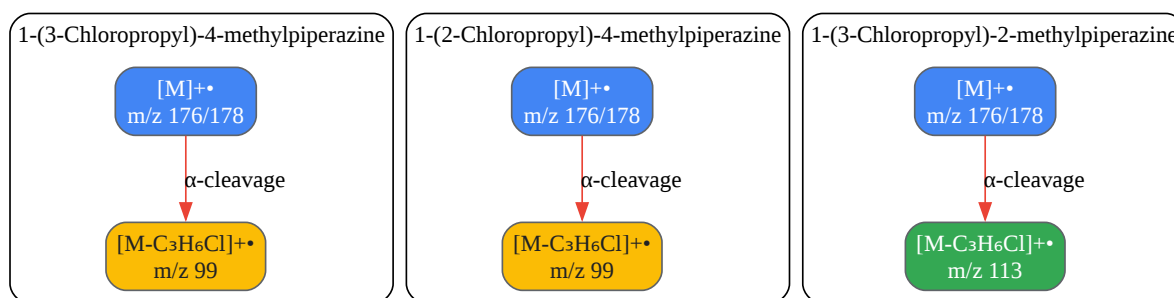 1-(3-Chloropropyl)-4-methylpiperazine
[M]+•
m/z 176/178
α-cleavage
[M-C₃H₆Cl]+•
m/z 99
1-(2-Chloropropyl)-4-methylpiperazine
[M]+•
m/z 176/178
α-cleavage
[M-C₃H₆Cl]+•
m/z 99
1-(3-Chloropropyl)-2-methylpiperazine
[M]+•
m/z 176/178
α-cleavage
[M-C₃H₆Cl]+•
m/z 113